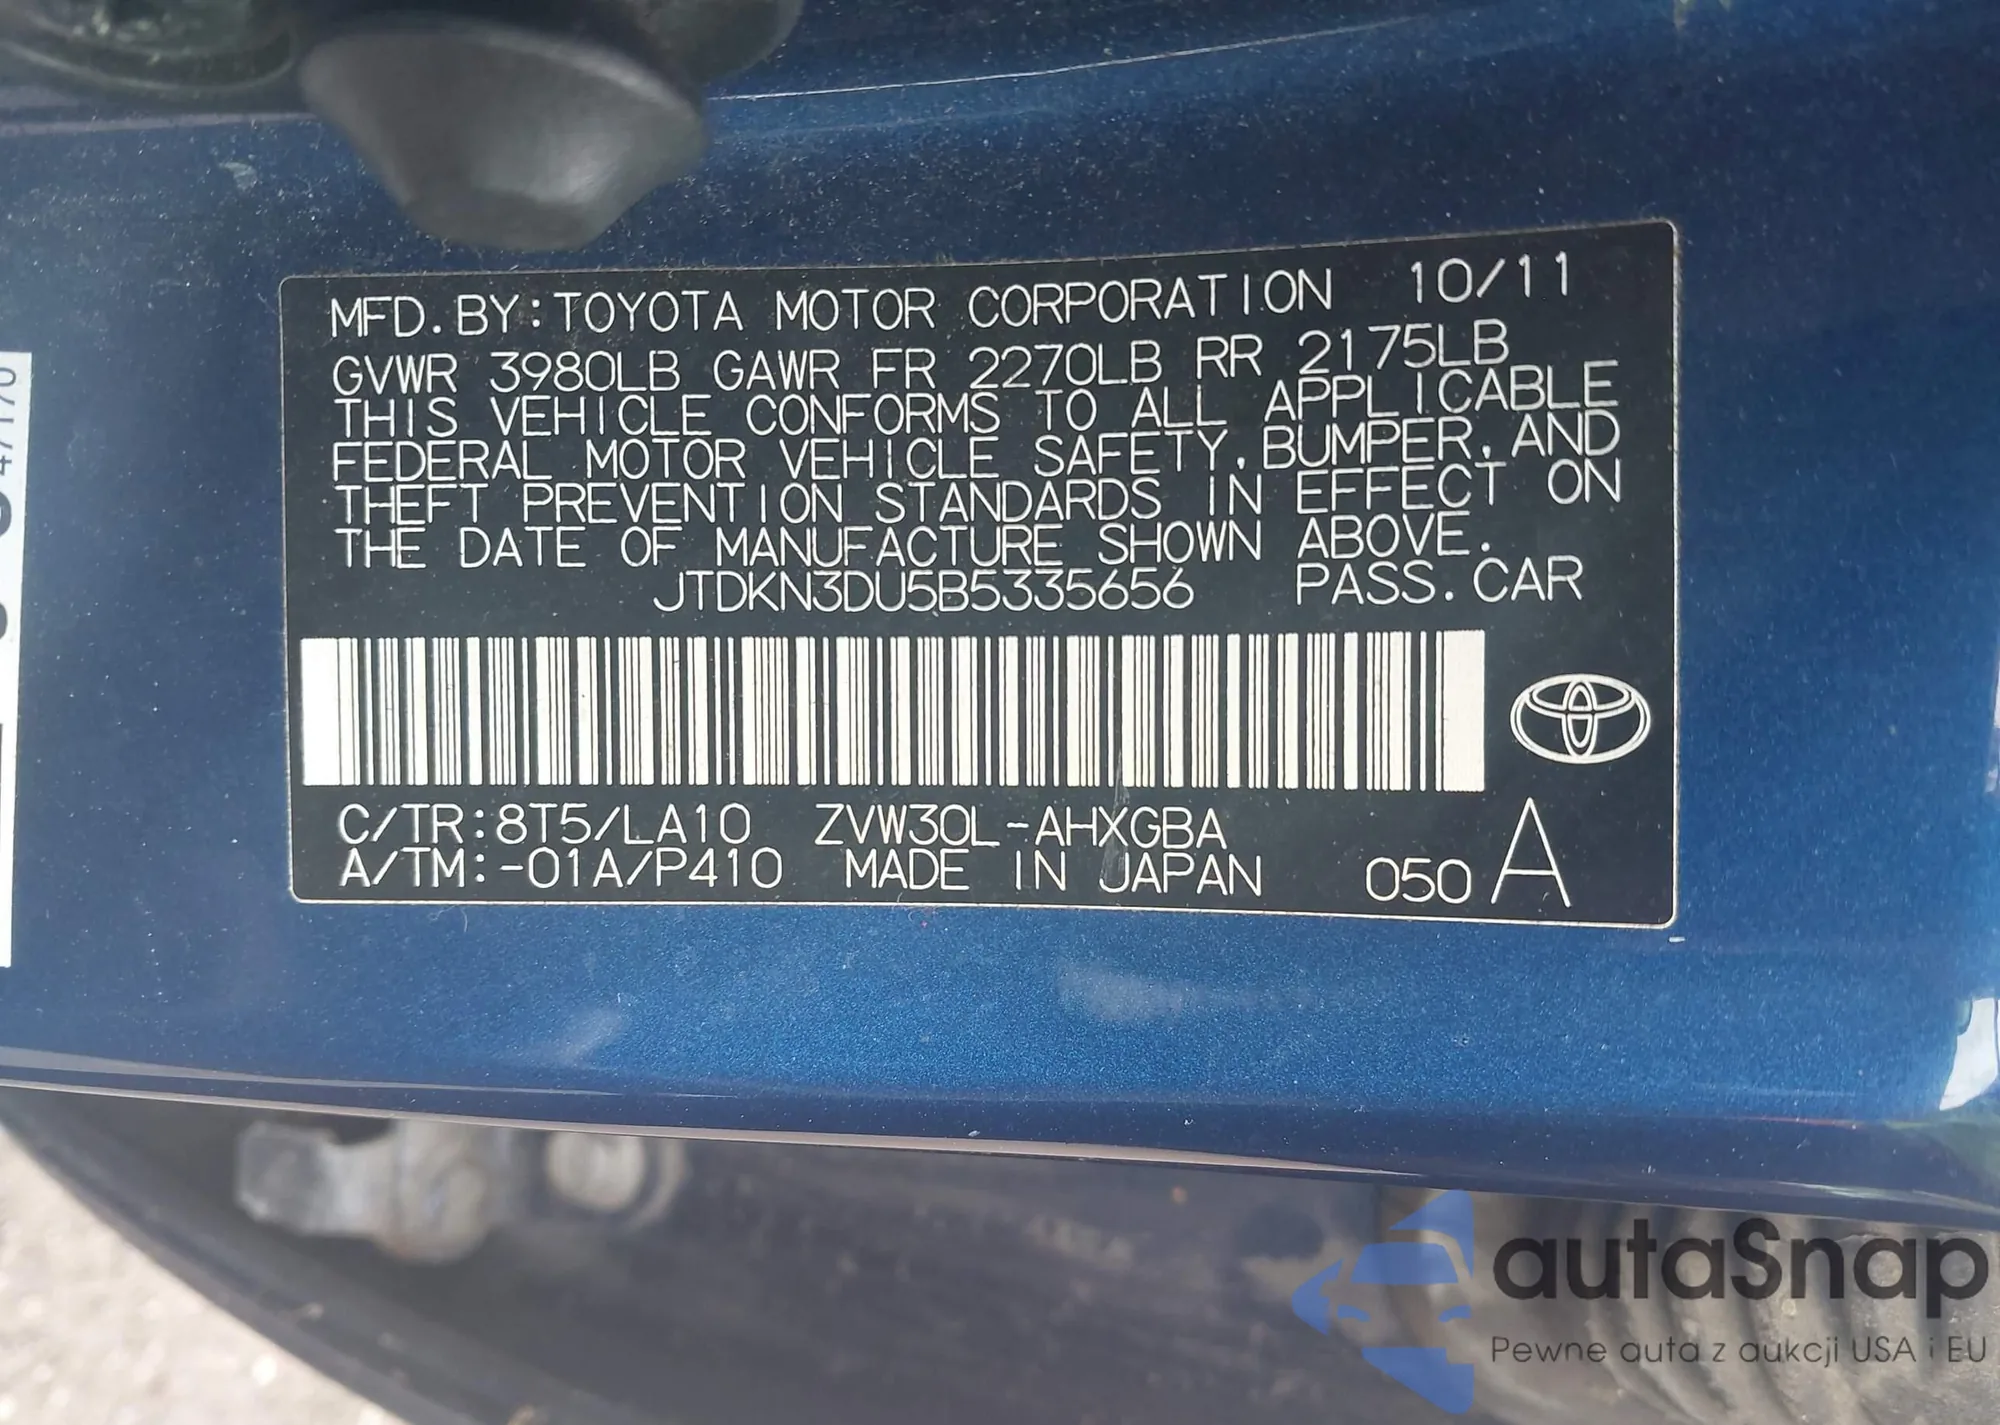 MFD.BY:TOYOTA MOTOR CORPORATION 10/11
GVWR 3980LB GAWR FR 2270LB RR 2175LB
THIS VEHICLE CONFORMS TO ALL APPLICABLE
FEDERAL MOTOR VEHICLE SAFETY,BUMPER,AND
THEFT PREVENTION STANDARDS IN EFFECT ON
THE DATE OF MANUFACTURE SHOWN ABOVE.
JTDKN3DU5B5335656 PASS.CAR
C/TR:8T5/LA10 ZVW30L-AHXGBA
A/TM:-01A/P410 MADE IN JAPAN 050 A
47170
autaSnap
Pewne auta z aukcji USA i EU